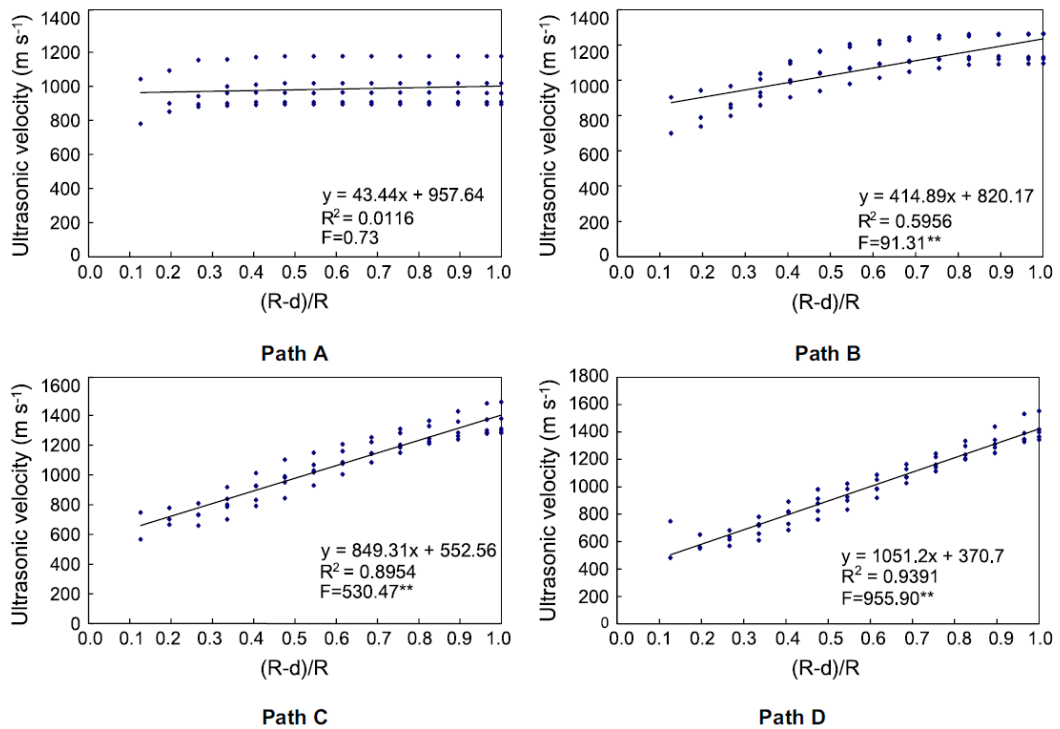 Ultrasonic velocity (m s⁻¹)
1400
1200
1000
800
600
400
200
0
y = 43.44x + 957.64
R² = 0.0116
F=0.73
0.0 0.1 0.2 0.3 0.4 0.5 0.6 0.7 0.8 0.9 1.0
(R-d)/R
Path A
Ultrasonic velocity (m s⁻¹)
1400
1200
1000
800
600
400
200
0
y = 414.89x + 820.17
R² = 0.5956
F=91.31**
0.0 0.1 0.2 0.3 0.4 0.5 0.6 0.7 0.8 0.9 1.0
(R-d)/R
Path B
Ultrasonic velocity (m s⁻¹)
1600
1400
1200
1000
800
600
400
200
0
y = 849.31x + 552.56
R² = 0.8954
F=530.47**
0.0 0.1 0.2 0.3 0.4 0.5 0.6 0.7 0.8 0.9 1.0
(R-d)/R
Path C
Ultrasonic velocity (m s⁻¹)
1800
1600
1400
1200
1000
800
600
400
200
0
y = 1051.2x + 370.7
R² = 0.9391
F=955.90**
0.0 0.1 0.2 0.3 0.4 0.5 0.6 0.7 0.8 0.9 1.0
(R-d)/R
Path D